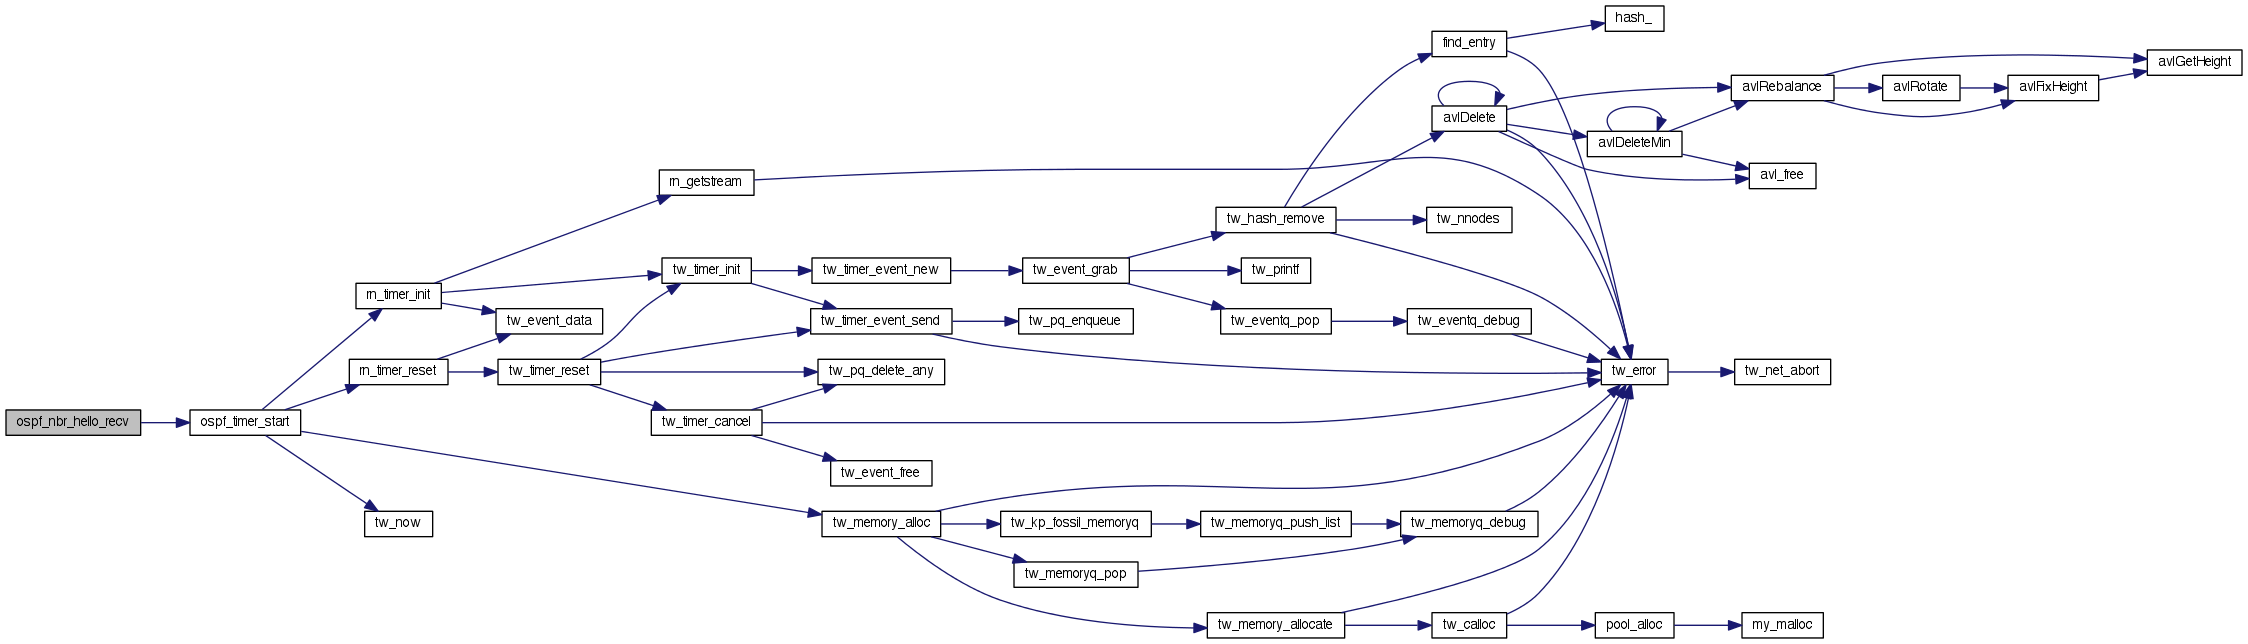 hash_
find_entry
avlGetHeight
avlRebalance
avlRotate
avlFixHeight
avlDelete
avlDeleteMin
avl_free
rn_getstream
tw_hash_remove
tw_nnodes
tw_timer_init
tw_timer_event_new
tw_event_grab
tw_printf
rn_timer_init
tw_event_data
tw_timer_event_send
tw_pq_enqueue
tw_eventq_pop
tw_eventq_debug
rn_timer_reset
tw_timer_reset
tw_pq_delete_any
tw_error
tw_net_abort
ospf_nbr_hello_recv
ospf_timer_start
tw_timer_cancel
tw_event_free
tw_now
tw_memory_alloc
tw_kp_fossil_memoryq
tw_memoryq_push_list
tw_memoryq_debug
tw_memoryq_pop
tw_memory_allocate
tw_calloc
pool_alloc
my_malloc